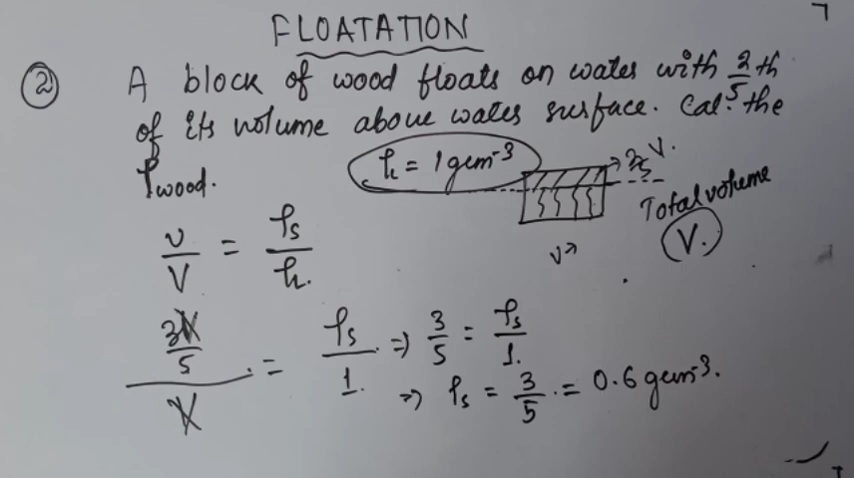 FLOATATION
② A block of wood floats on water with 2/5 th
of its volume above water surface. Cal: the
ρwood.
ρL = 1 gcm⁻³
2/5 V.
Total volume
V.
v/V = ρs/ρL.
(3V/5)/V = ρs/1. ⇒ 3/5 = ρs/1.
⇒ ρs = 3/5 = 0.6 gcm⁻³.